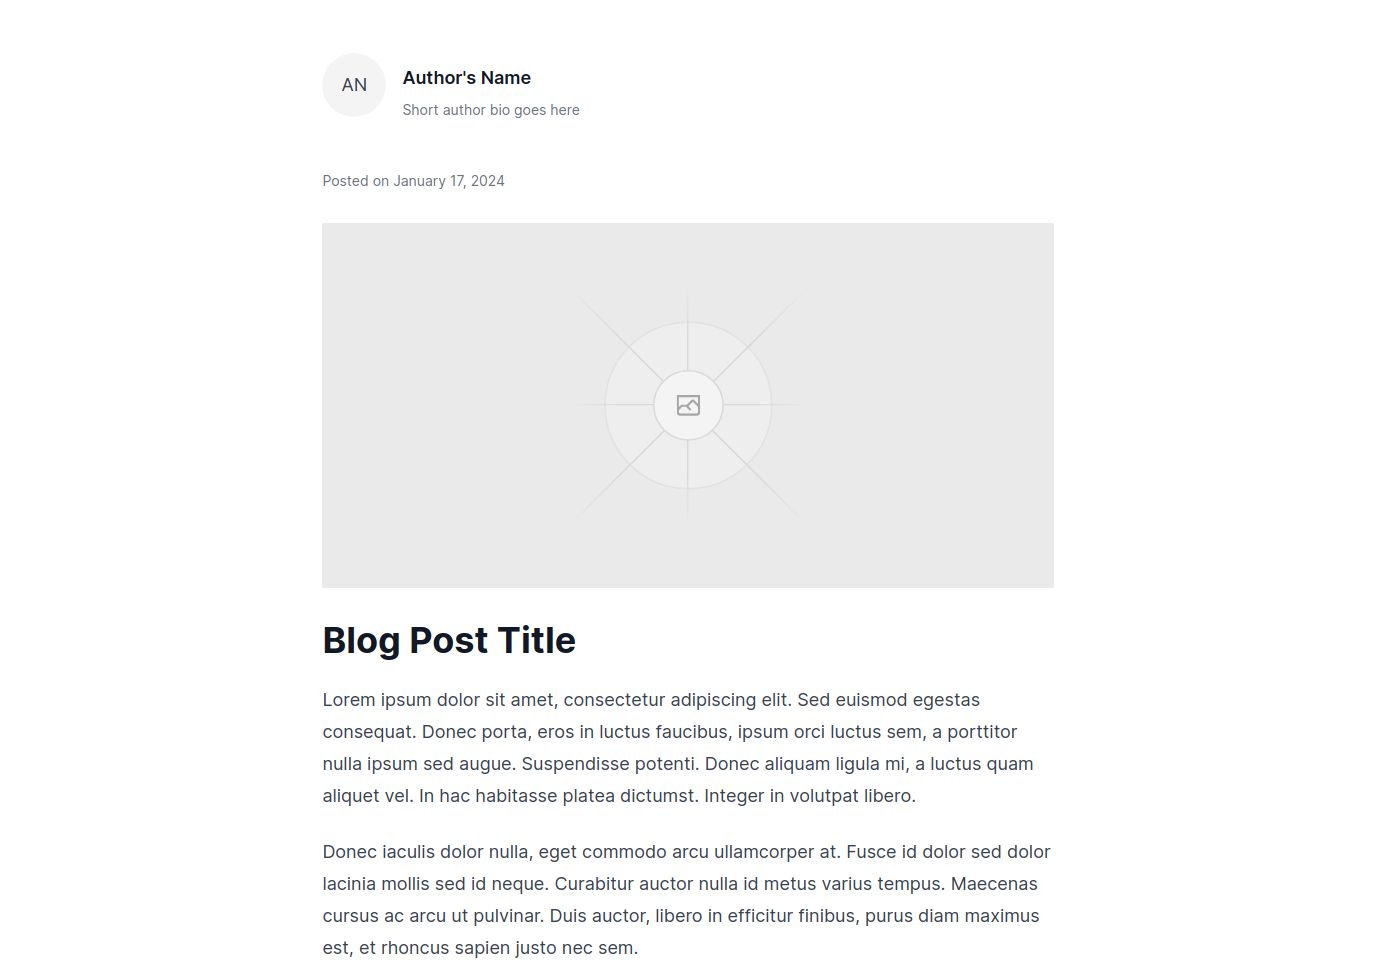 AN
Author's Name
Short author bio goes here
Posted on January 17, 2024
Blog Post Title
Lorem ipsum dolor sit amet, consectetur adipiscing elit. Sed euismod egestas
consequat. Donec porta, eros in luctus faucibus, ipsum orci luctus sem, a porttitor
nulla ipsum sed augue. Suspendisse potenti. Donec aliquam ligula mi, a luctus quam
aliquet vel. In hac habitasse platea dictumst. Integer in volutpat libero.
Donec iaculis dolor nulla, eget commodo arcu ullamcorper at. Fusce id dolor sed dolor
lacinia mollis sed id neque. Curabitur auctor nulla id metus varius tempus. Maecenas
cursus ac arcu ut pulvinar. Duis auctor, libero in efficitur finibus, purus diam maximus
est, et rhoncus sapien justo nec sem.